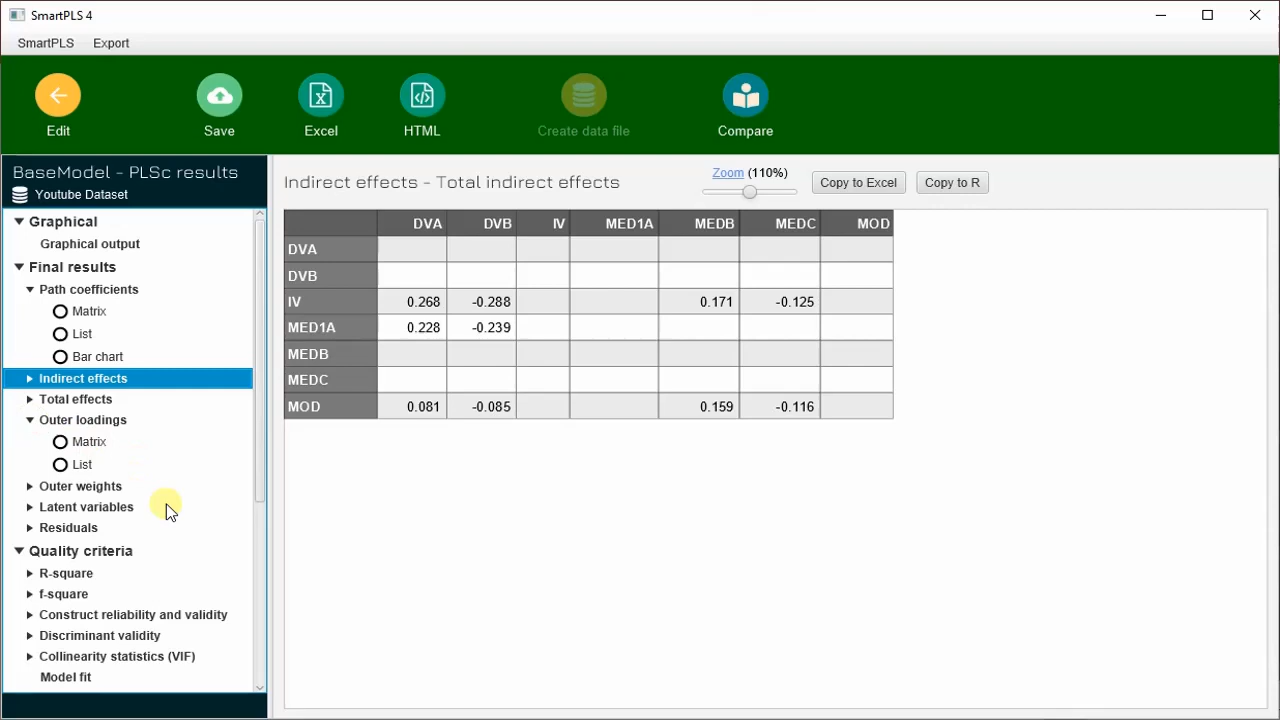 SmartPLS 4
SmartPLS Export
Edit Save Excel HTML Create data file Compare
BaseModel - PLSc results
Youtube Dataset
Graphical
Graphical output
Final results
Path coefficients
Matrix
List
Bar chart
Indirect effects
Total effects
Outer loadings
Matrix
List
Outer weights
Latent variables
Residuals
Quality criteria
R-square
f-square
Construct reliability and validity
Discriminant validity
Collinearity statistics (VIF)
Model fit
Indirect effects - Total indirect effects
Zoom (110%)
Copy to Excel
Copy to R
DVA DVB IV MED1A MEDB MEDC MOD
DVA
DVB
IV 0.268 -0.288 0.171 -0.125
MED1A 0.228 -0.239
MEDB
MEDC
MOD 0.081 -0.085 0.159 -0.116